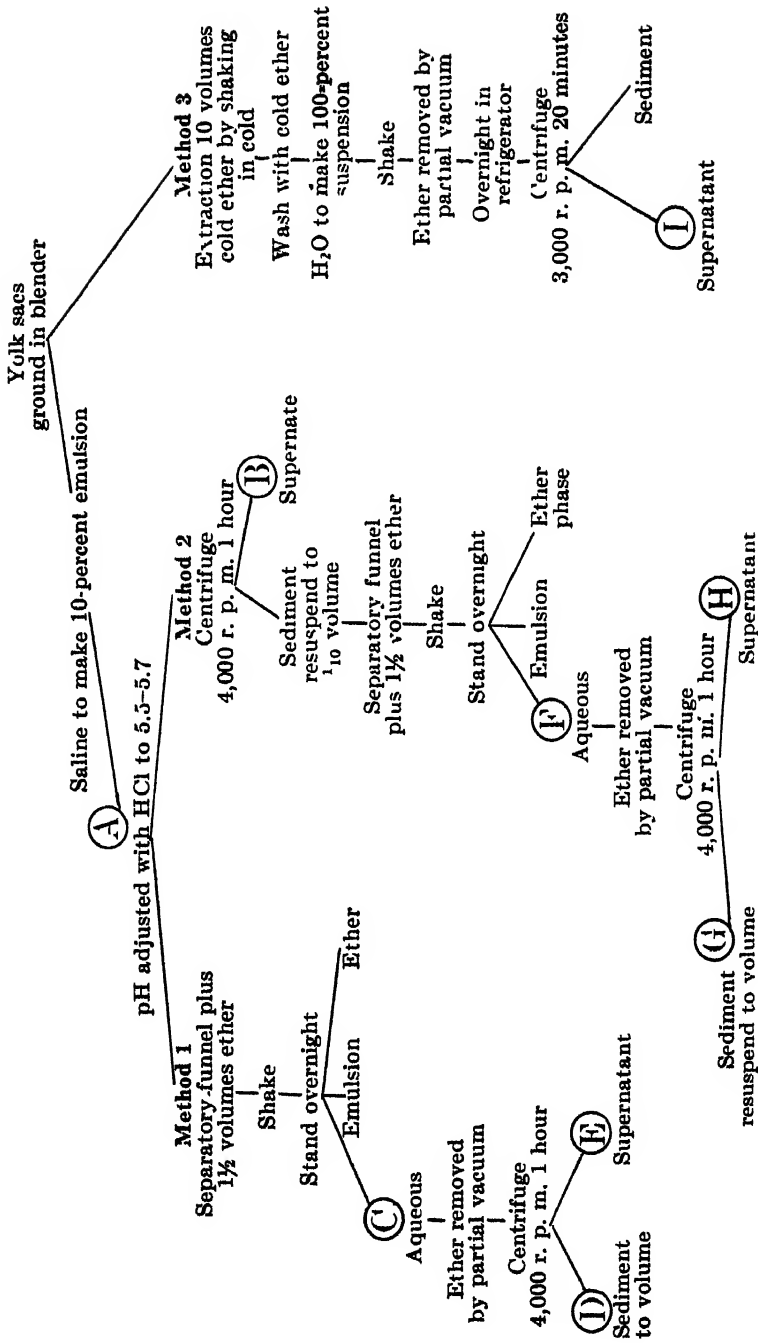 Yolk sacs
ground in blender
Saline to make 10-percent emulsion
A
pH adjusted with HCl to 5.5–5.7
Method 1
Separatory-funnel plus
1½ volumes ether
Shake
Stand overnight
Emulsion
Ether
C
Aqueous
Ether removed
by partial vacuum
Centrifuge
4,000 r. p. m. 1 hour
D
Sediment
to volume
E
Supernatant
Method 2
Centrifuge
4,000 r. p. m. 1 hour
B
Supernate
Sediment
resuspend to
1/10 volume
Separatory funnel
plus 1½ volumes ether
Shake
Stand overnight
Emulsion
Ether
phase
F
Aqueous
Ether removed
by partial vacuum
Centrifuge
4,000 r. p. m. 1 hour
G
Sediment
resuspend to volume
H
Supernatant
Method 3
Extraction 10 volumes
cold ether by shaking
in cold
Wash with cold ether
H₂O to make 100-percent
suspension
Shake
Ether removed by
partial vacuum
Overnight in
refrigerator
Centrifuge
3,000 r. p. m. 20 minutes
I
Supernatant
Sediment